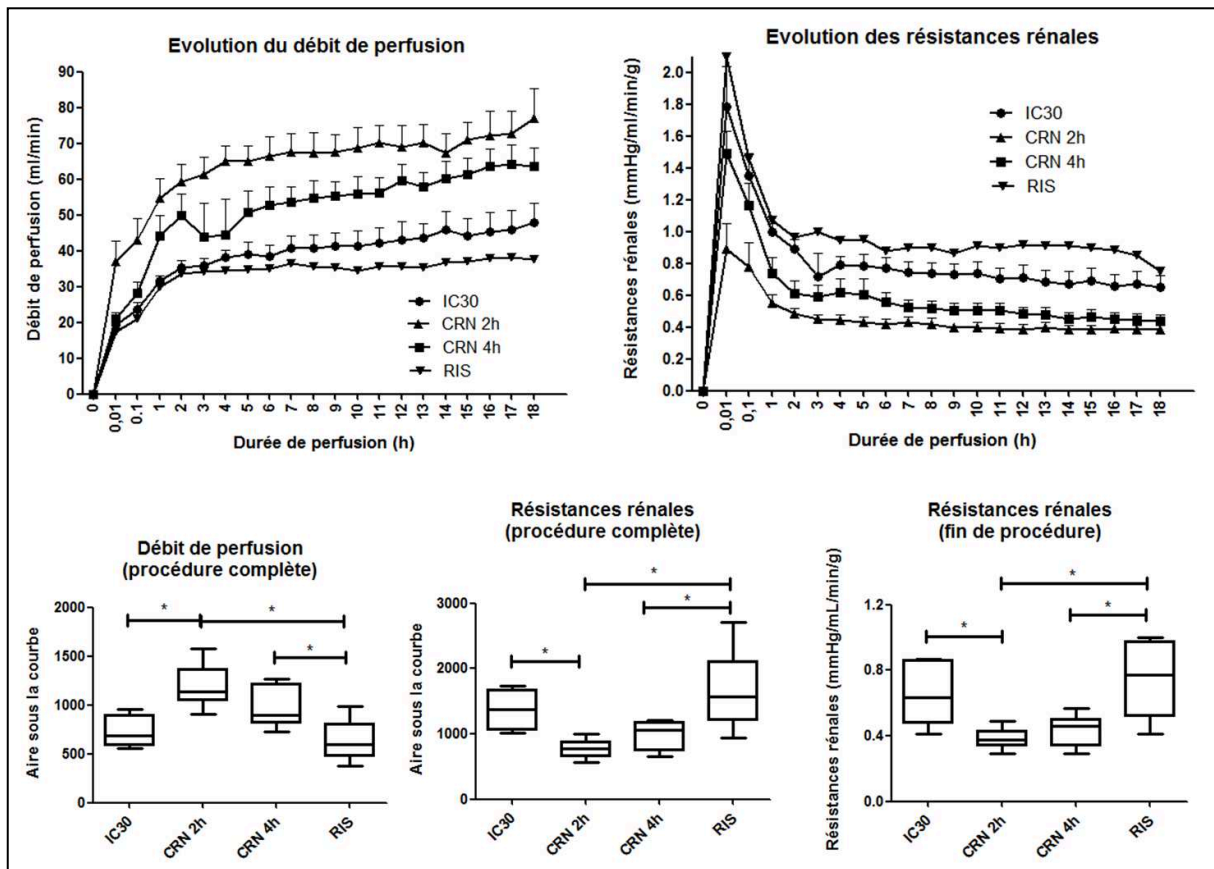 Evolution du débit de perfusion
Débit de perfusion (ml/min)
90
80
70
60
50
40
30
20
10
0
IC30
CRN 2h
CRN 4h
RIS
0
0,01
0.1
1
2
3
4
5
6
7
8
9
10
11
12
13
14
15
16
17
18
Durée de perfusion (h)
Evolution des résistances rénales
Résistances rénales (mmHg/ml/min/g)
2.0
1.8
1.6
1.4
1.2
1.0
0.8
0.6
0.4
0.2
0.0
IC30
CRN 2h
CRN 4h
RIS
0
0,01
0,1
1
2
3
4
5
6
7
8
9
10
11
12
13
14
15
16
17
18
Durée de perfusion (h)
Débit de perfusion
(procédure complète)
Aire sous la courbe
2000
1500
1000
500
0
*
*
*
IC30
CRN 2h
CRN 4h
RIS
Résistances rénales
(procédure complète)
Aire sous la courbe
3000
2000
1000
0
*
*
*
IC30
CRN 2h
CRN 4h
RIS
Résistances rénales
(fin de procédure)
Résistances rénales (mmHg/mL/min/g)
1.2
0.8
0.4
0.0
*
*
*
IC30
CRN 2h
CRN 4h
RIS